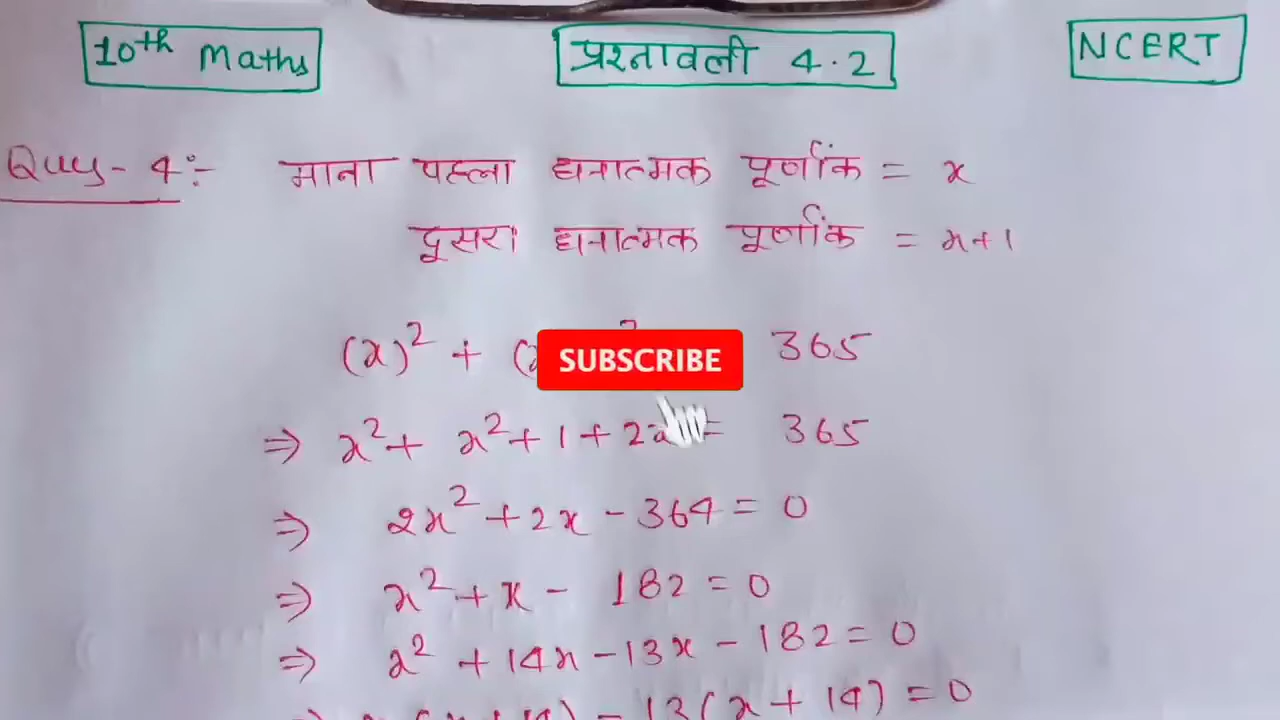 10th Maths
प्रश्नावली 4.2
NCERT
Ques-4:- माना पहला धनात्मक पूर्णांक = x
दूसरा धनात्मक पूर्णांक = x+1
(x)² + ( ² 365
SUBSCRIBE
⇒ x² + x² + 1 + 2x = 365
⇒ 2x² + 2x - 364 = 0
⇒ x² + x - 182 = 0
⇒ x² + 14x - 13x - 182 = 0
- 13(x + 14) = 0